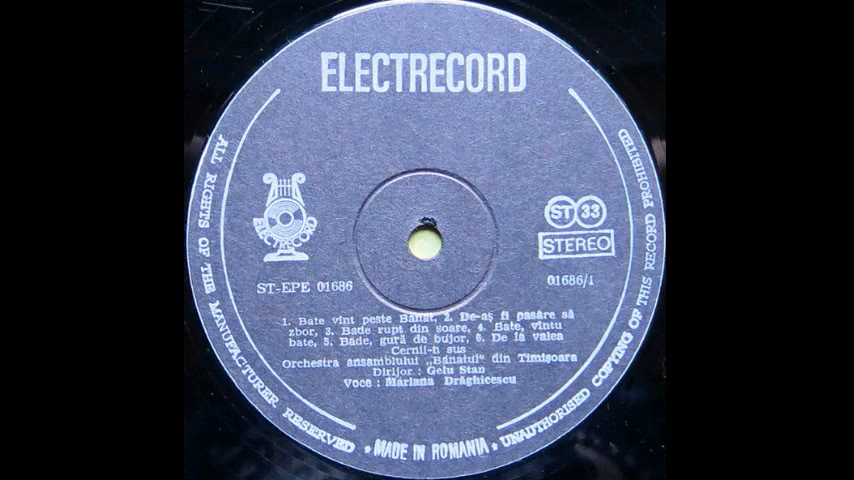 ELECTRECORD
ELECTRECORD
ST 33
STEREO
ST-EPE 01686
01686/1
1. Bate vînt peste Banat, 2. De-aş fi pasăre să
zbor, 3. Bade rupt din soare, 4. Bate, vîntu
bate, 5. Bade, gură de bujor, 6. De la valea
Cernii-n sus
Orchestra ansamblului „Banatul" din Timişoara
Dirijor : Gelu Stan
Voce : Mariana Drăghicescu
ALL RIGHTS OF THE MANUFACTURER RESERVED ★ MADE IN ROMANIA ★ UNAUTHORISED COPYING OF THIS RECORD PROHIBITED